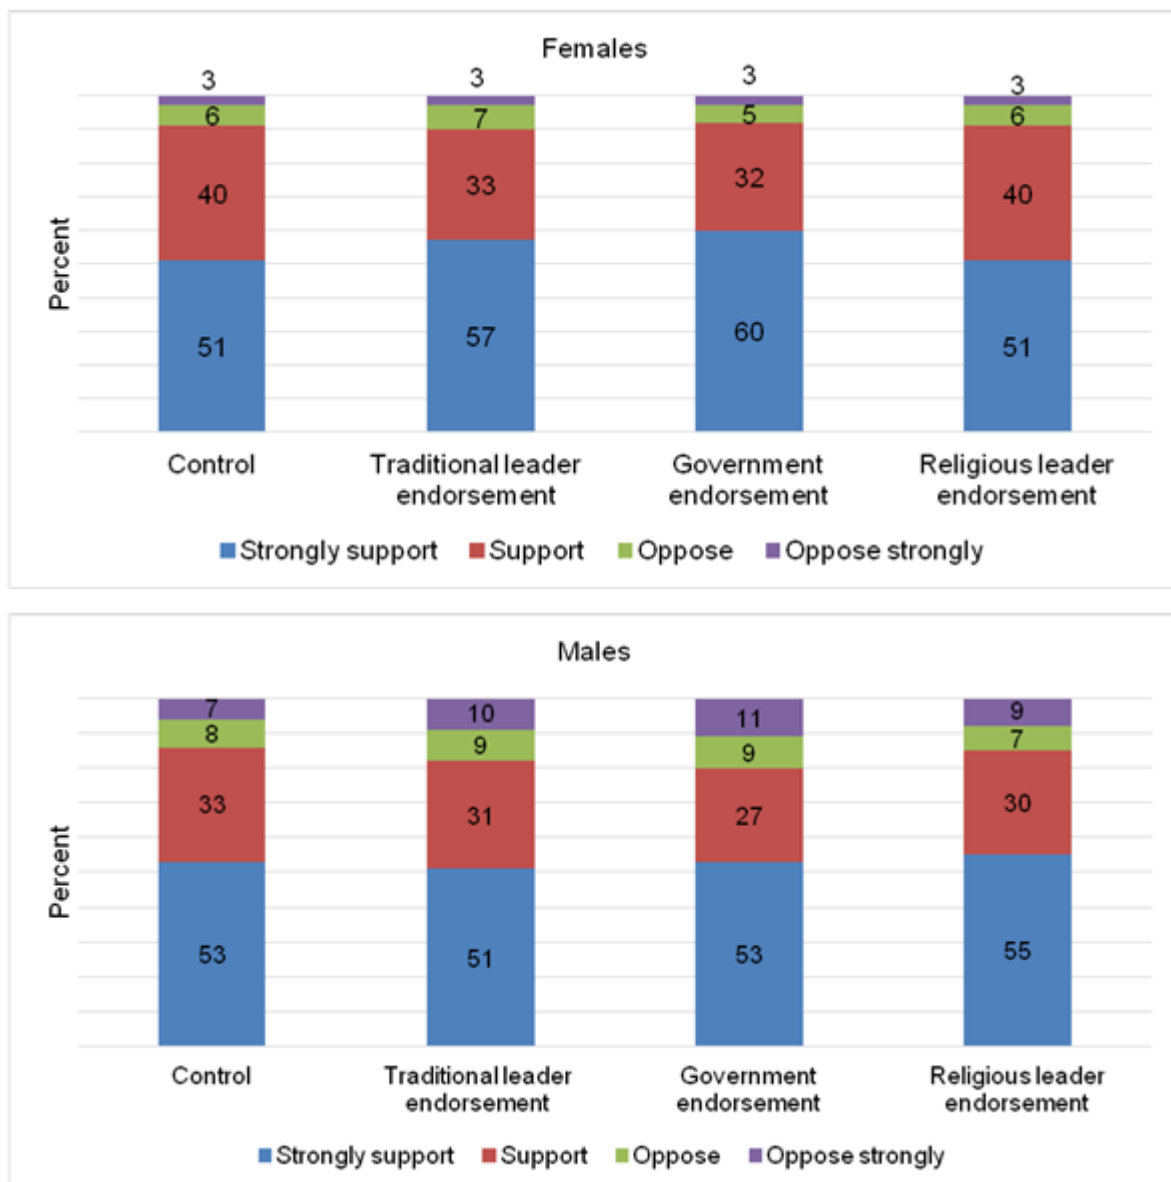 Females
3 3 3 3
6 7 5 6
40 33 32 40
Percent
51 57 60 51
Control Traditional leader Government Religious leader
endorsement endorsement endorsement
Strongly support Support Oppose Oppose strongly
Males
7 10 11 9
8 9 9 7
33 31 27 30
Percent
53 51 53 55
Control Traditional leader Government Religious leader
endorsement endorsement endorsement
Strongly support Support Oppose Oppose strongly